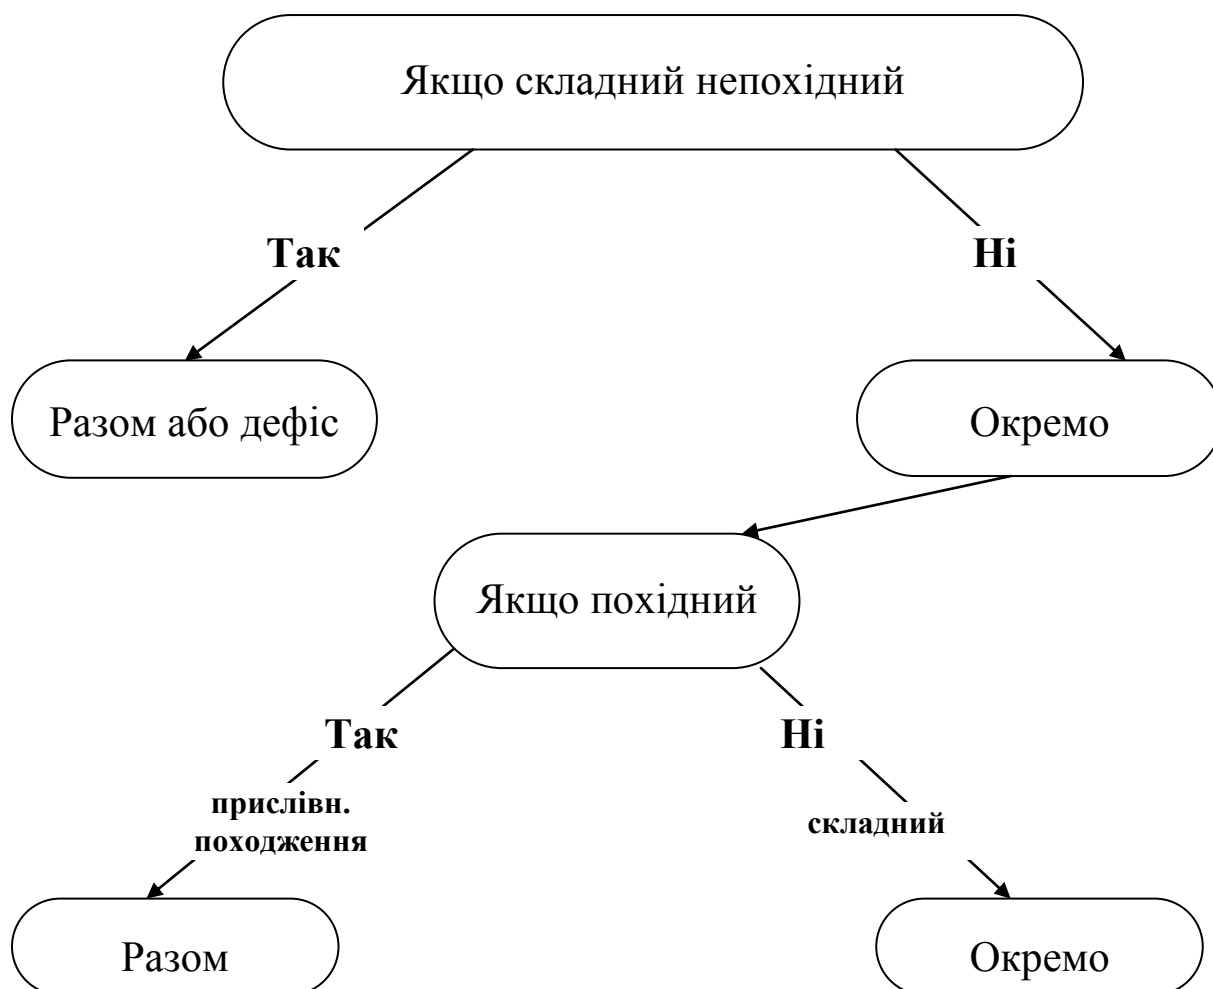 Якщо складний непохідний
Так
Ні
Разом або дефіс
Окремо
Якщо похідний
Так
Ні
прислівн.
походження
складний
Разом
Окремо